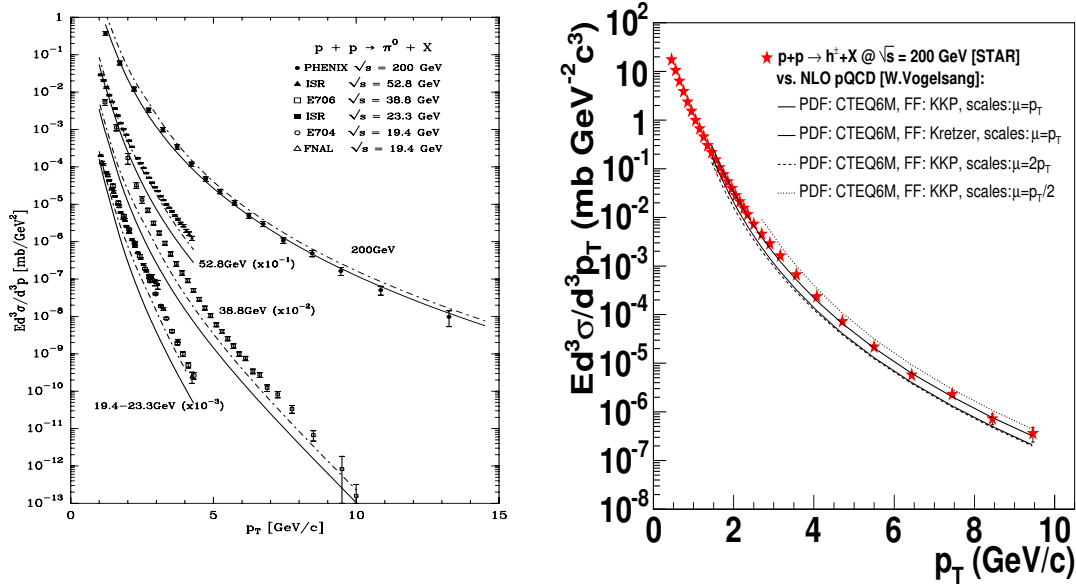 p + p → π⁰ + X
PHENIX √s = 200 GeV
ISR √s = 52.8 GeV
E706 √s = 38.8 GeV
ISR √s = 23.3 GeV
E704 √s = 19.4 GeV
FNAL √s = 19.4 GeV
1
10⁻¹
10⁻²
10⁻³
10⁻⁴
10⁻⁵
10⁻⁶
10⁻⁷
10⁻⁸
10⁻⁹
10⁻¹⁰
10⁻¹¹
10⁻¹²
10⁻¹³
Ed³σ/d³p [mb/GeV²]
200GeV
52.8GeV (x10⁻¹)
38.8GeV (x10⁻²)
19.4−23.3GeV (x10⁻³)
0 5 10 15
p_T [GeV/c]
p+p → h^±+X @ √s = 200 GeV [STAR]
vs. NLO pQCD [W.Vogelsang]:
PDF: CTEQ6M, FF: KKP, scales:μ=p_T
PDF: CTEQ6M, FF: Kretzer, scales:μ=p_T
PDF: CTEQ6M, FF: KKP, scales:μ=2p_T
PDF: CTEQ6M, FF: KKP, scales:μ=p_T/2
10²
10
1
10⁻¹
10⁻²
10⁻³
10⁻⁴
10⁻⁵
10⁻⁶
10⁻⁷
10⁻⁸
Ed³σ/d³p_T (mb GeV⁻²c³)
0 2 4 6 8 10
p_T (GeV/c)